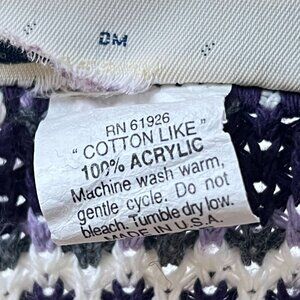 DM
RN 61926
"COTTON LIKE"
100% ACRYLIC
Machine wash warm,
gentle cycle. Do not
bleach. Tumble dry low.
MADE IN U.S.A.